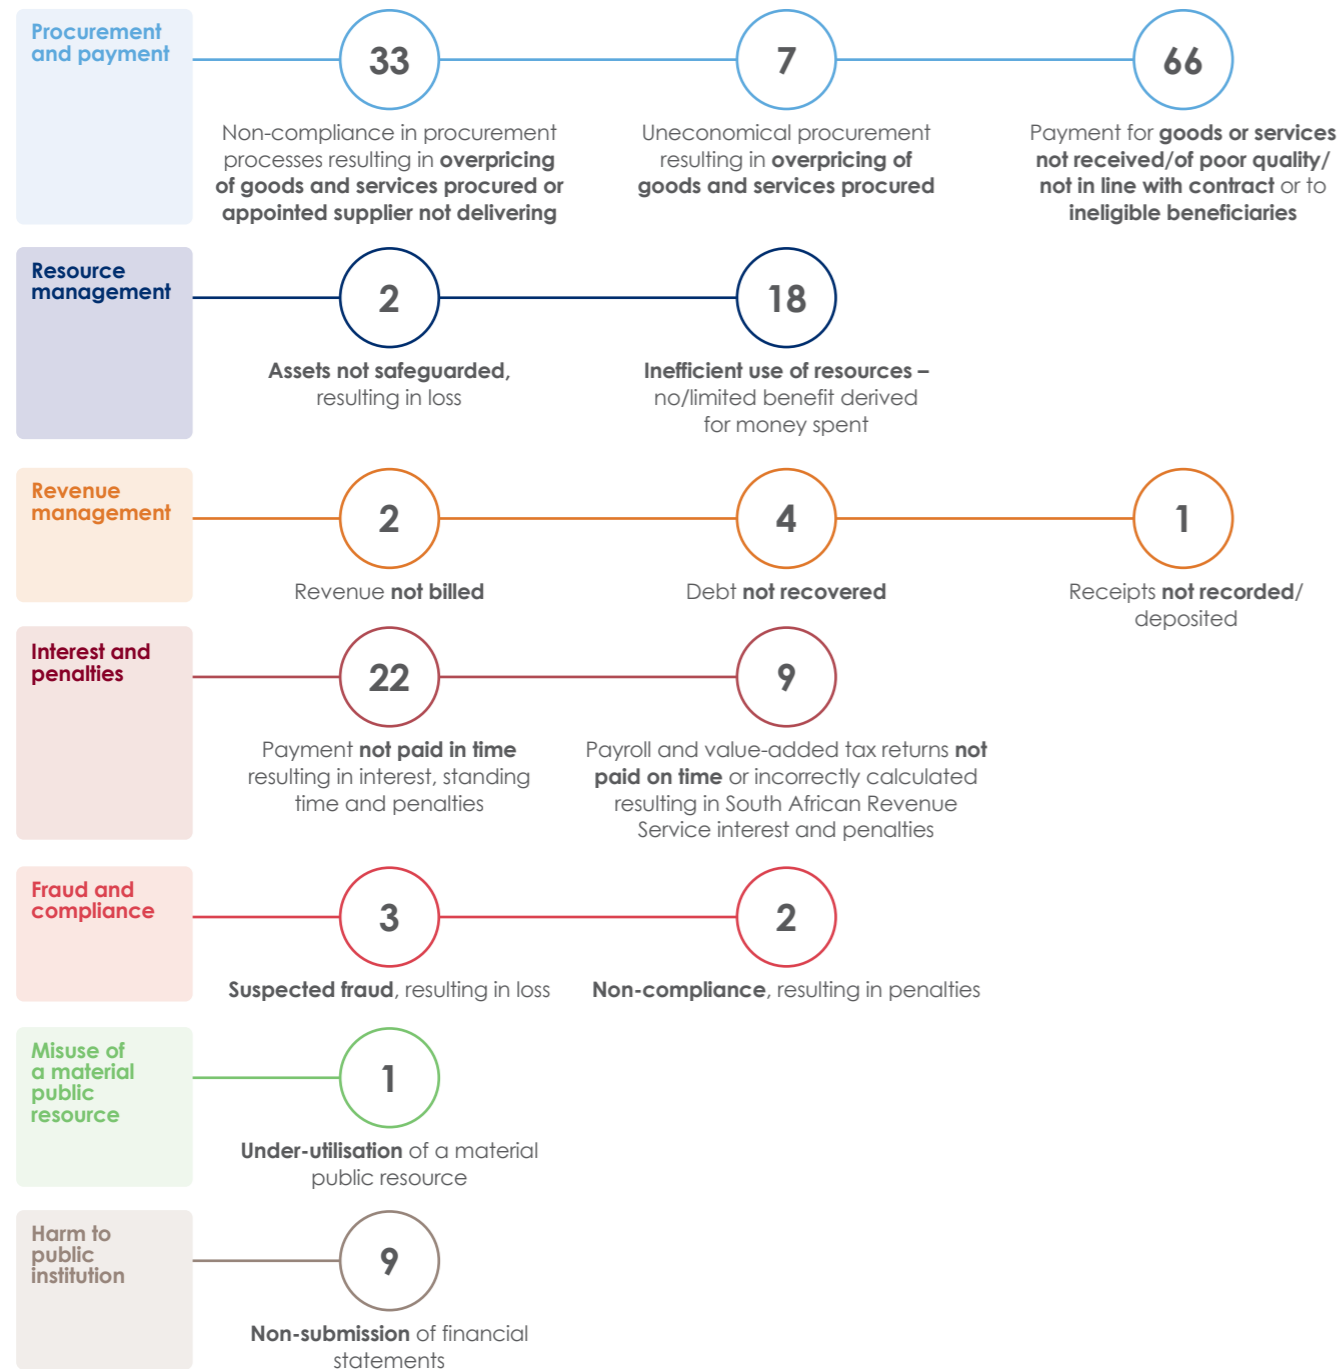 Procurement
and payment
33
7
66
Non-compliance in procurement
processes resulting in overpricing
of goods and services procured or
appointed supplier not delivering
Uneconomical procurement
resulting in overpricing of
goods and services procured
Payment for goods or services
not received/of poor quality/
not in line with contract or to
ineligible beneficiaries
Resource
management
2
18
Assets not safeguarded,
resulting in loss
Inefficient use of resources –
no/limited benefit derived
for money spent
Revenue
management
2
4
1
Revenue not billed
Debt not recovered
Receipts not recorded/
deposited
Interest and
penalties
22
9
Payment not paid in time
resulting in interest, standing
time and penalties
Payroll and value-added tax returns not
paid on time or incorrectly calculated
resulting in South African Revenue
Service interest and penalties
Fraud and
compliance
3
2
Suspected fraud, resulting in loss
Non-compliance, resulting in penalties
Misuse of
a material
public
resource
1
Under-utilisation of a material
public resource
Harm to
public
institution
9
Non-submission of financial
statements